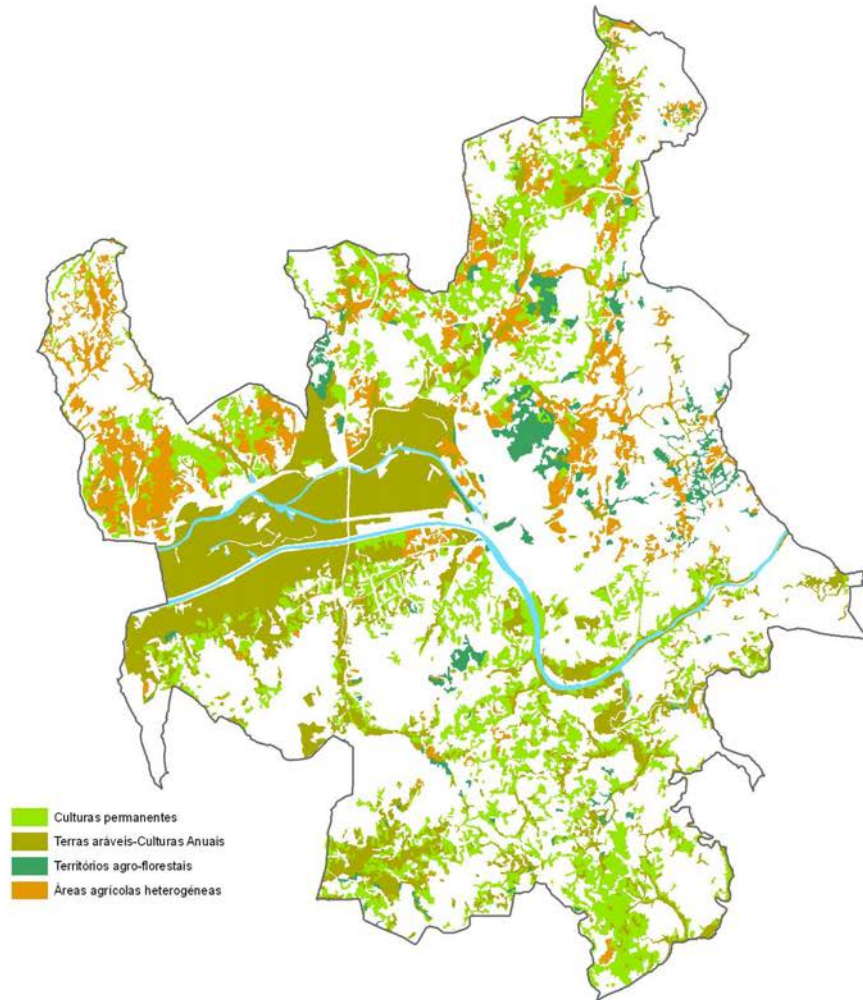 Culturas permanentes
Terras aráveis-Culturas Anuais
Territórios agro-florestais
Áreas agrícolas heterogéneas